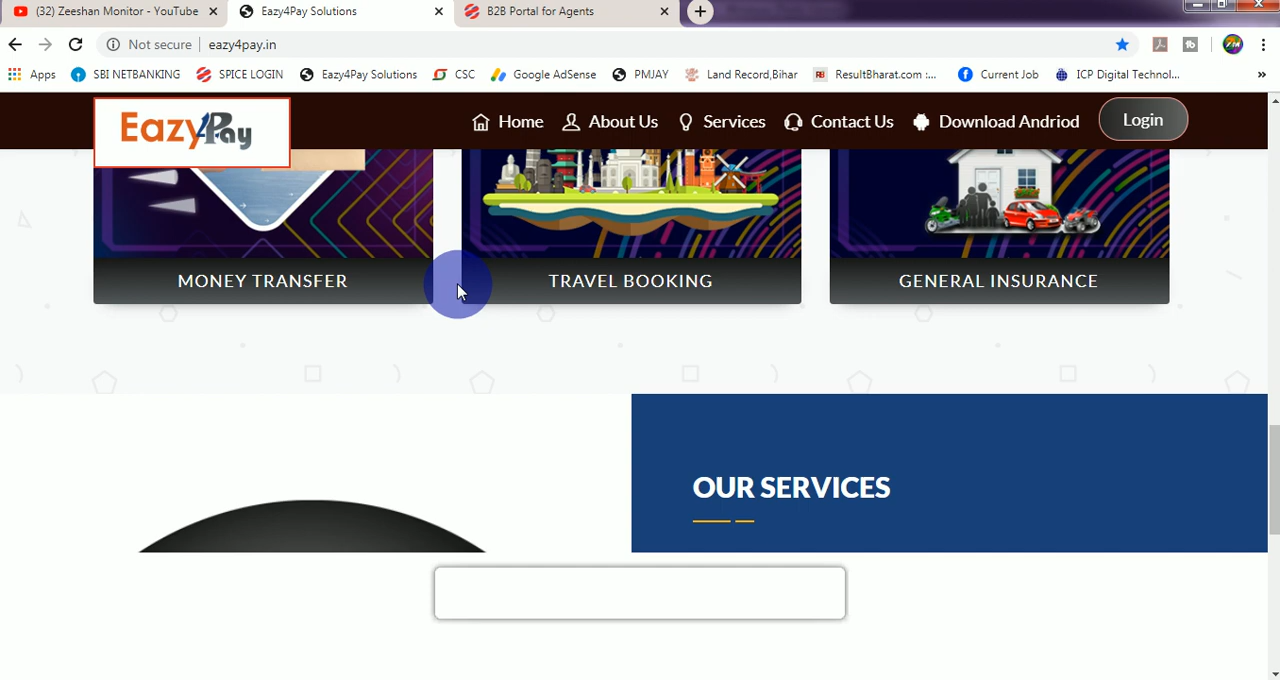 (32) Zeeshan Monitor - YouTube
Eazy4Pay Solutions
B2B Portal for Agents
Not secure
eazy4pay.in
Apps
SBI NETBANKING
SPICE LOGIN
Eazy4Pay Solutions
CSC
Google AdSense
PMJAY
Land Record,Bihar
RB
ResultBharat.com :...
Current Job
ICP Digital Technol...
»
Eazy4Pay
Home
About Us
Services
Contact Us
Download Andriod
Login
MONEY TRANSFER
TRAVEL BOOKING
GENERAL INSURANCE
OUR SERVICES